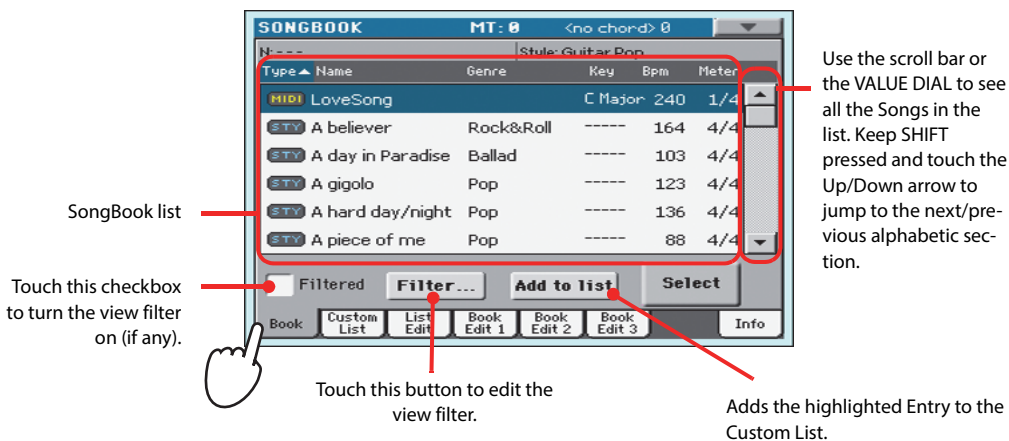 SONGBOOK MT: 0 <no chord> 0
N:--- Style: Guitar Pop
Type Name Genre Key Bpm Meter
MIDI LoveSong C Major 240 1/4
STY A believer Rock&Roll ----- 164 4/4
STY A day in Paradise Ballad ----- 103 4/4
STY A gigolo Pop ----- 123 4/4
STY A hard day/night Pop ----- 136 4/4
STY A piece of me Pop ----- 88 4/4
Filtered Filter... Add to list Select
Book Custom List List Edit Book Edit 1 Book Edit 2 Book Edit 3 Info
Use the scroll bar or
the VALUE DIAL to see
all the Songs in the
list. Keep SHIFT
pressed and touch the
Up/Down arrow to
jump to the next/pre-
vious alphabetic sec-
tion.
SongBook list
Touch this checkbox
to turn the view filter
on (if any).
Touch this button to edit the
view filter.
Adds the highlighted Entry to the
Custom List.